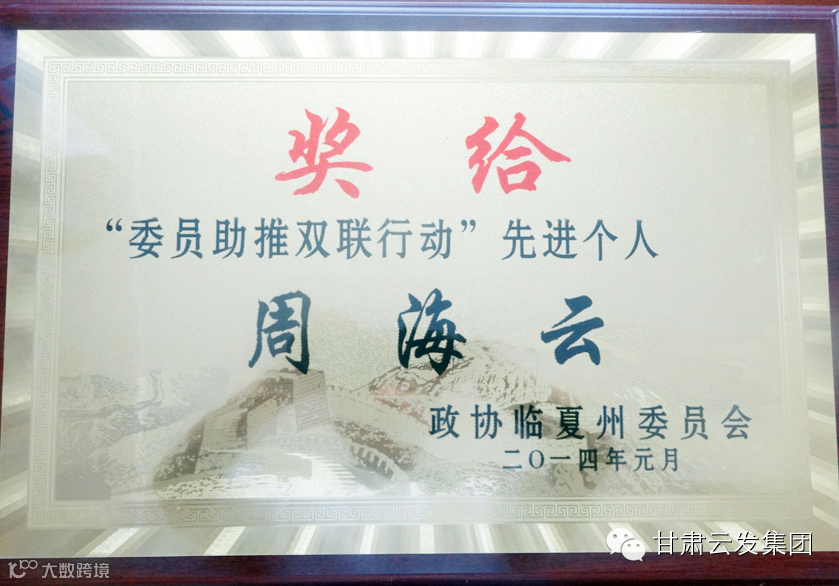 奖 给
“委员助推双联行动”先进个人
周 海 云
政协临夏州委员会
二〇一四年元月
甘肃云发集团
大数跨境